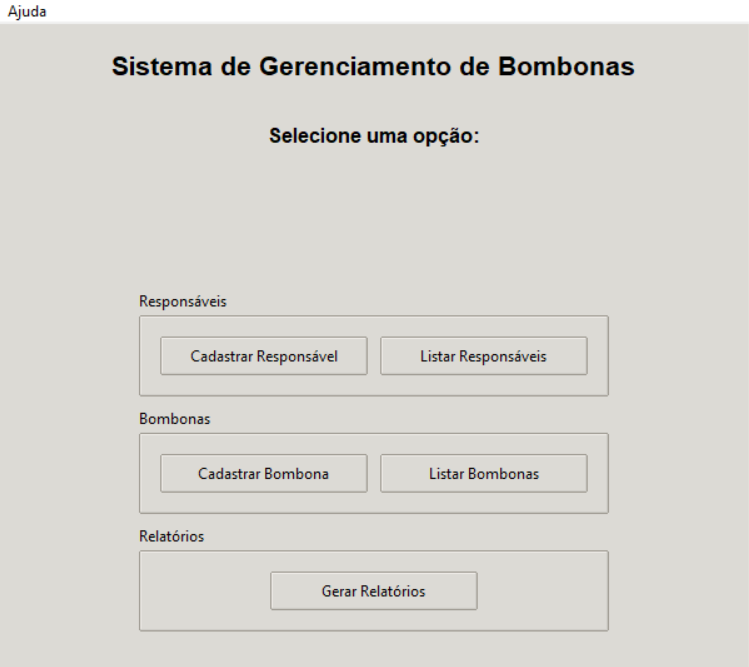 Ajuda
Sistema de Gerenciamento de Bombonas
Selecione uma opção:
Responsáveis
Cadastrar Responsável Listar Responsáveis
Bombonas
Cadastrar Bombona Listar Bombonas
Relatórios
Gerar Relatórios